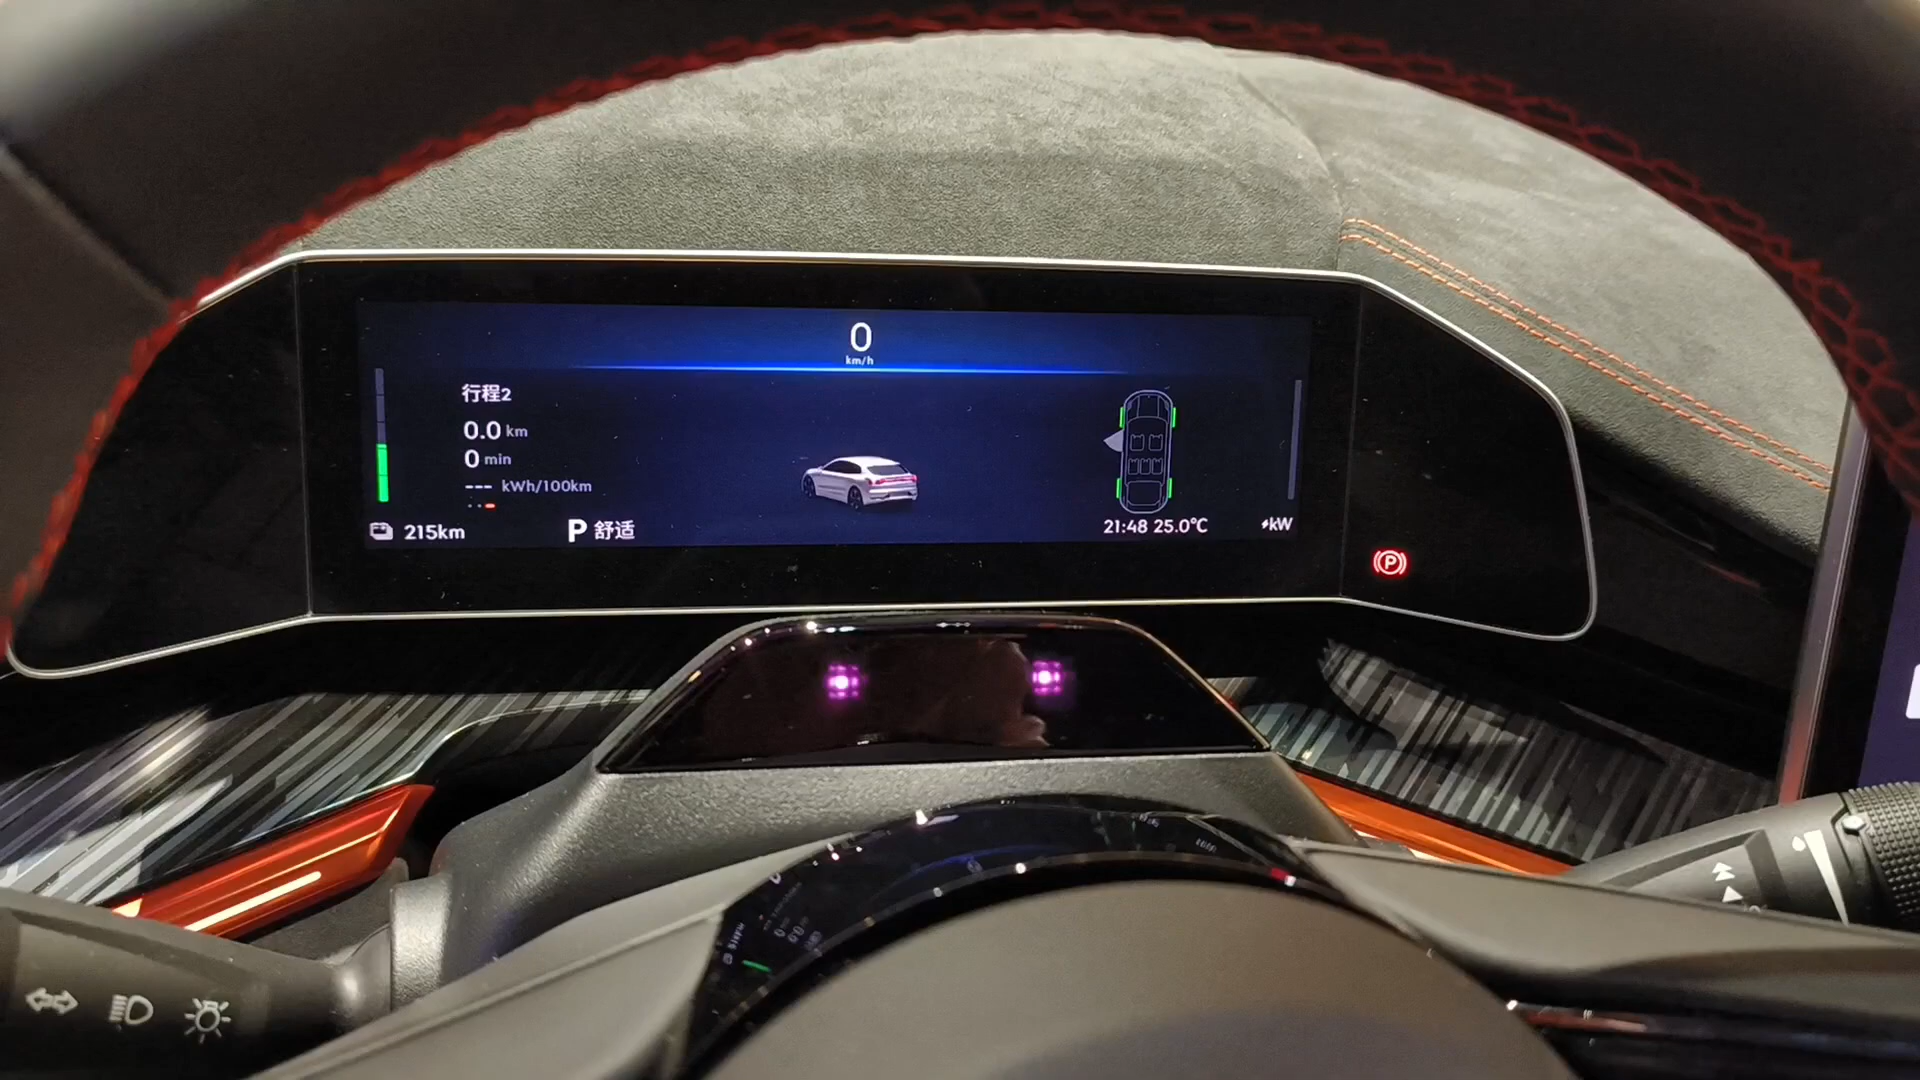 0
km/h
行程2
0.0 km
0 min
--- kWh/100km
215km
P 舒适
21:48 25.0℃
kW
P